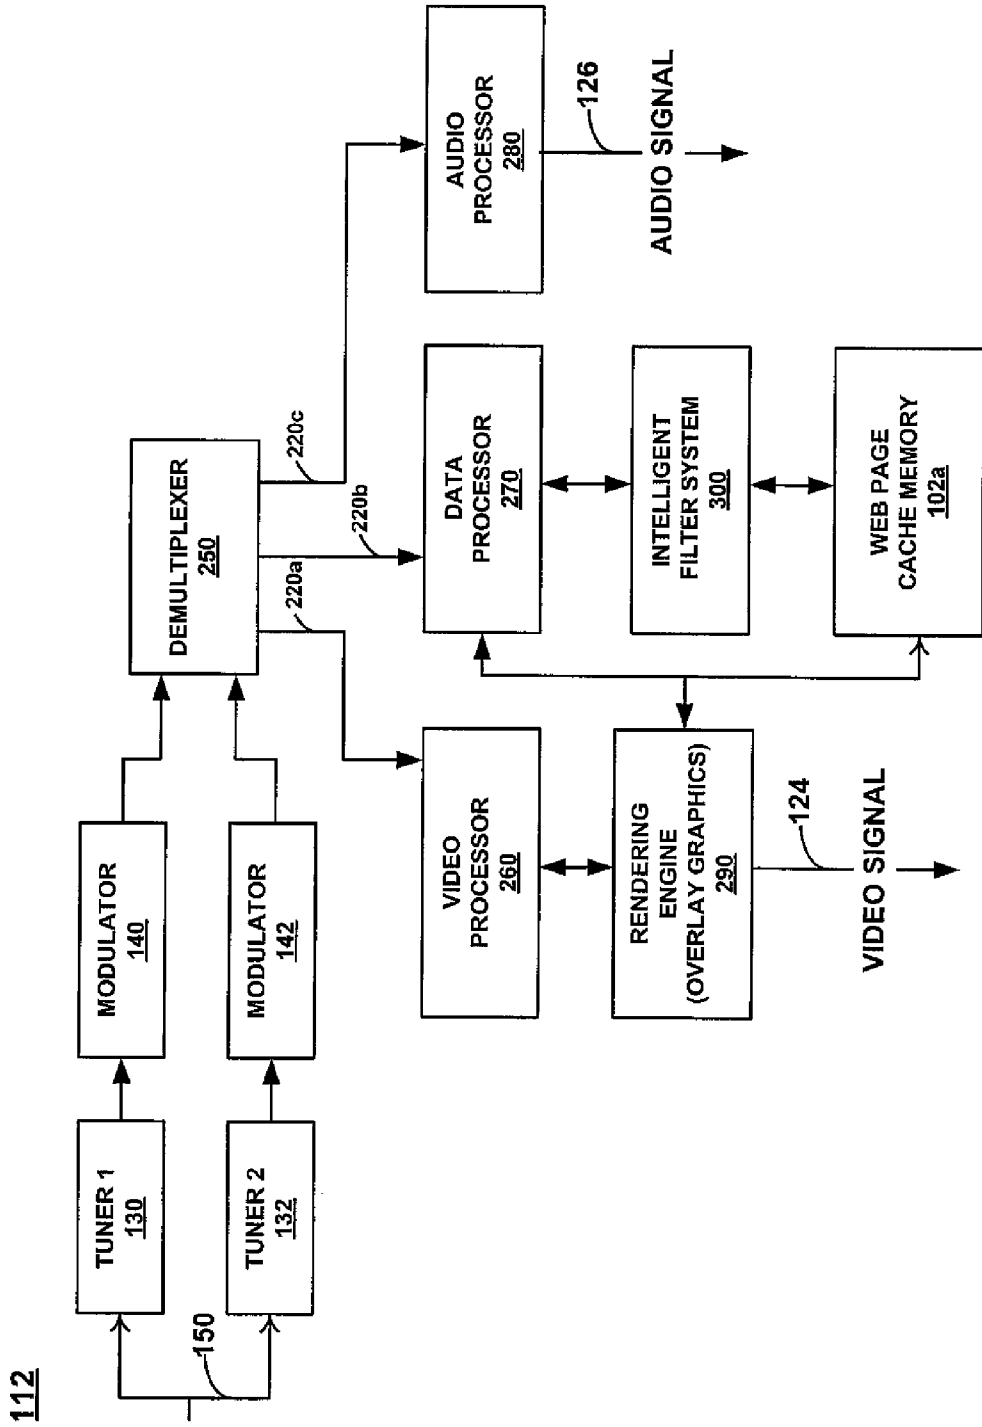 112
150
TUNER 1
130
TUNER 2
132
MODULATOR
140
MODULATOR
142
DEMULTIPLEXER
250
220a
220b
220c
VIDEO
PROCESSOR
260
DATA
PROCESSOR
270
AUDIO
PROCESSOR
280
RENDERING
ENGINE
(OVERLAY GRAPHICS)
290
INTELLIGENT
FILTER SYSTEM
300
126
AUDIO SIGNAL
124
VIDEO SIGNAL
WEB PAGE
CACHE MEMORY
102a